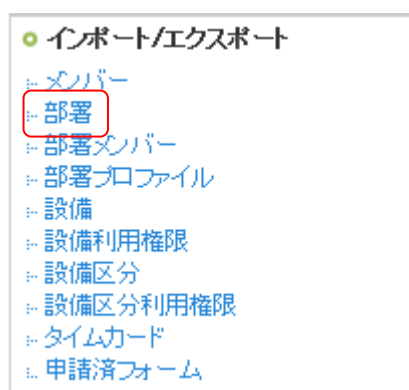 インポート/エクスポート
メンバー
部署
部署メンバー
部署プロファイル
設備
設備利用権限
設備区分
設備区分利用権限
タイムカード
申請済フォーム